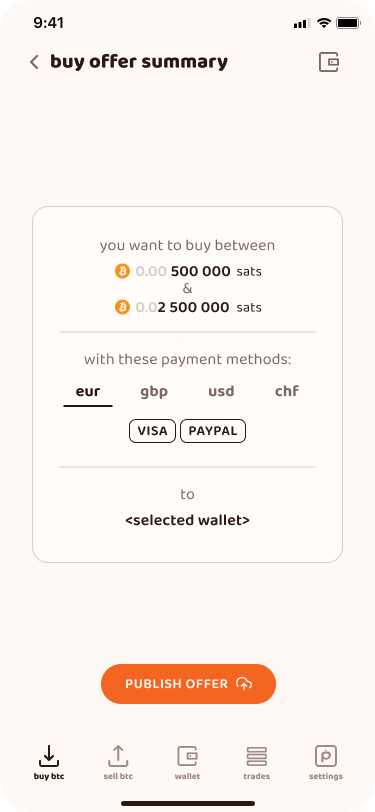 9:41
buy offer summary
you want to buy between
0.00 500 000 sats
&
0.02 500 000 sats
with these payment methods:
eur gbp usd chf
VISA PAYPAL
to
<selected wallet>
PUBLISH OFFER
buy btc sell btc wallet trades settings